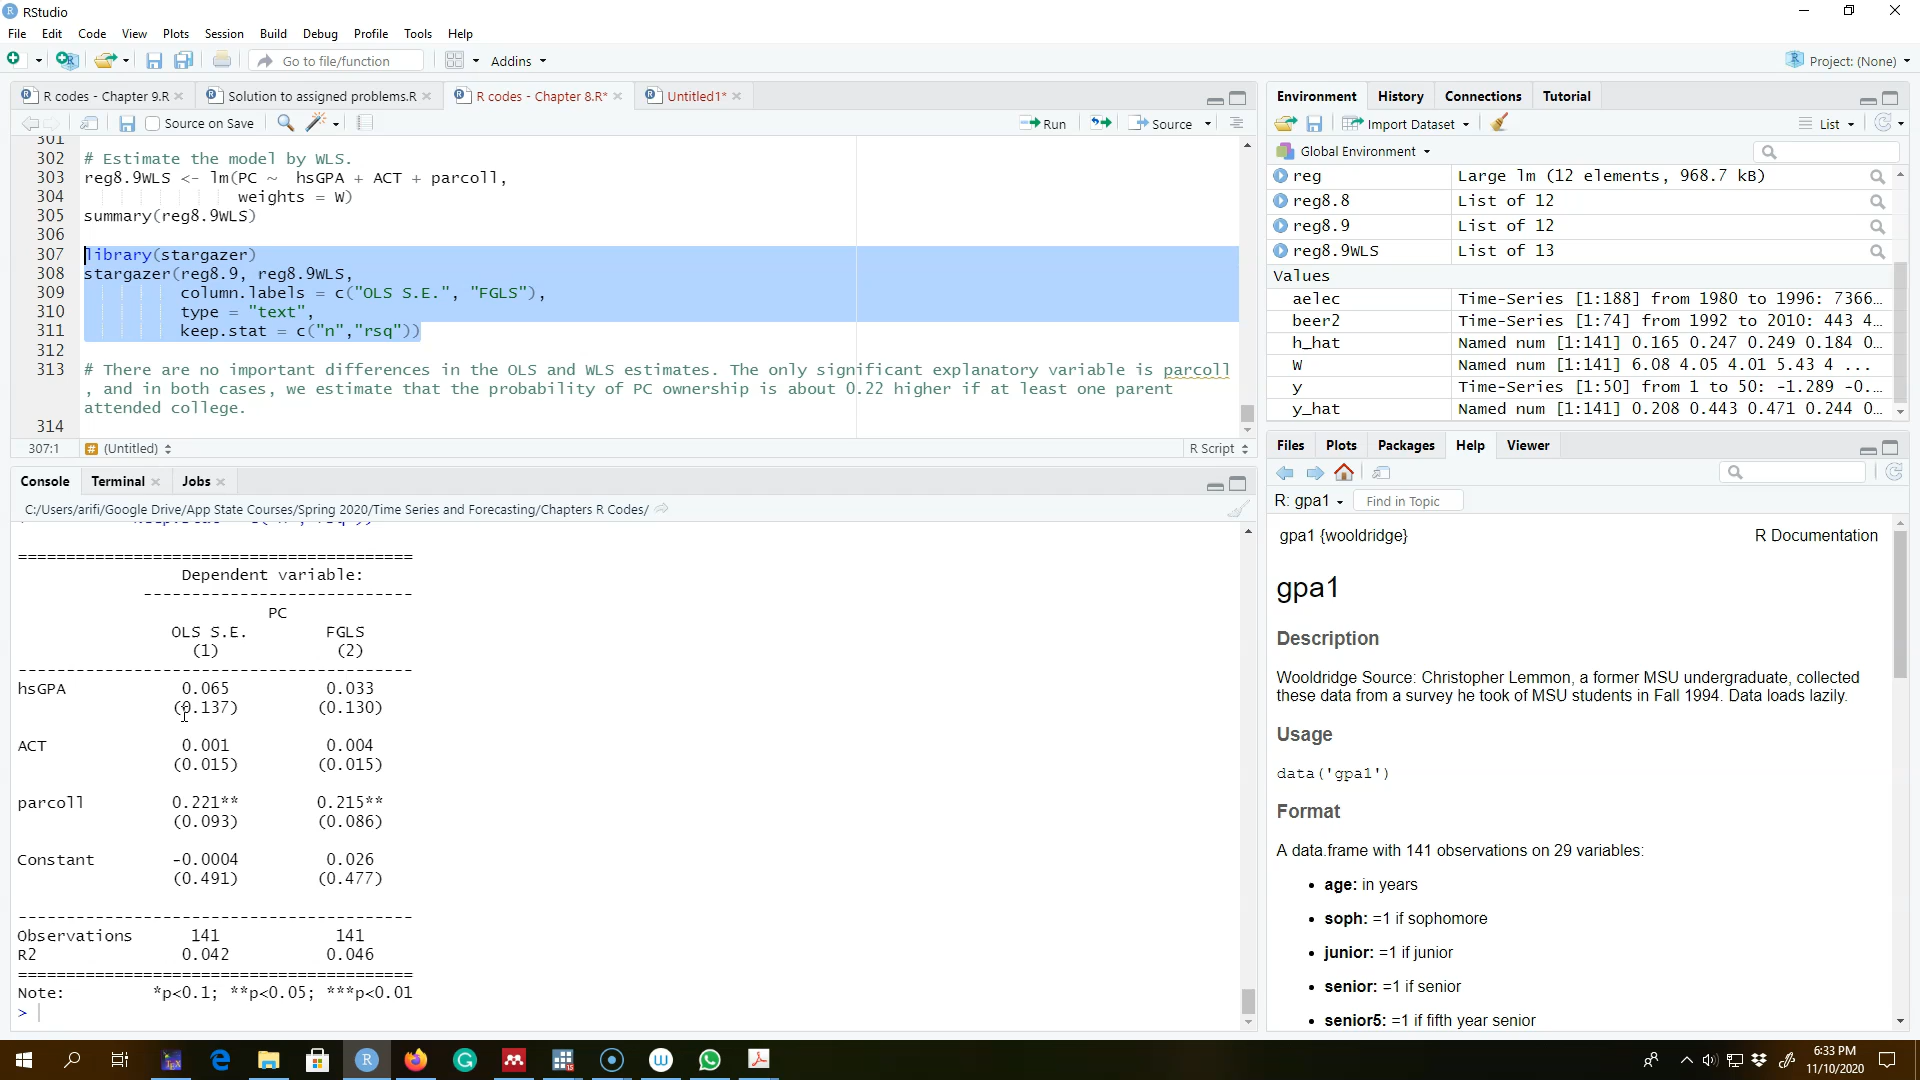 RStudio
File Edit Code View Plots Session Build Debug Profile Tools Help
Go to file/function Addins Project: (None)
R codes - Chapter 9.R Solution to assigned problems.R R codes - Chapter 8.R* Untitled1*
Source on Save Run Source
301
302 # Estimate the model by WLS.
303 reg8.9WLS <- lm(PC ~ hsGPA + ACT + parcoll,
304 weights = W)
305 summary(reg8.9WLS)
306
307 library(stargazer)
308 stargazer(reg8.9, reg8.9WLS,
309 column.labels = c("OLS S.E.", "FGLS"),
310 type = "text",
311 keep.stat = c("n","rsq"))
312
313 # There are no important differences in the OLS and WLS estimates. The only significant explanatory variable is parcoll
, and in both cases, we estimate that the probability of PC ownership is about 0.22 higher if at least one parent
attended college.
314
307:1 (Untitled) R Script
Console Terminal Jobs
C:/Users/arifi/Google Drive/App State Courses/Spring 2020/Time Series and Forecasting/Chapters R Codes/
=========================================
Dependent variable:
----------------------------
PC
OLS S.E. FGLS
(1) (2)
-----------------------------------------
hsGPA 0.065 0.033
(0.137) (0.130)
ACT 0.001 0.004
(0.015) (0.015)
parcoll 0.221** 0.215**
(0.093) (0.086)
Constant -0.0004 0.026
(0.491) (0.477)
-----------------------------------------
Observations 141 141
R2 0.042 0.046
=========================================
Note: *p<0.1; **p<0.05; ***p<0.01
>
Environment History Connections Tutorial
Import Dataset List
Global Environment
reg Large lm (12 elements, 968.7 kB)
reg8.8 List of 12
reg8.9 List of 12
reg8.9WLS List of 13
Values
aelec Time-Series [1:188] from 1980 to 1996: 7366…
beer2 Time-Series [1:74] from 1992 to 2010: 443 4…
h_hat Named num [1:141] 0.165 0.247 0.249 0.184 0…
W Named num [1:141] 6.08 4.05 4.01 5.43 4 ...
y Time-Series [1:50] from 1 to 50: -1.289 -0.…
y_hat Named num [1:141] 0.208 0.443 0.471 0.244 0…
Files Plots Packages Help Viewer
R: gpa1 Find in Topic
gpa1 {wooldridge} R Documentation
gpa1
Description
Wooldridge Source: Christopher Lemmon, a former MSU undergraduate, collected
these data from a survey he took of MSU students in Fall 1994. Data loads lazily.
Usage
data('gpa1')
Format
A data.frame with 141 observations on 29 variables:
• age: in years
• soph: =1 if sophomore
• junior: =1 if junior
• senior: =1 if senior
• senior5: =1 if fifth year senior
6:33 PM
11/10/2020